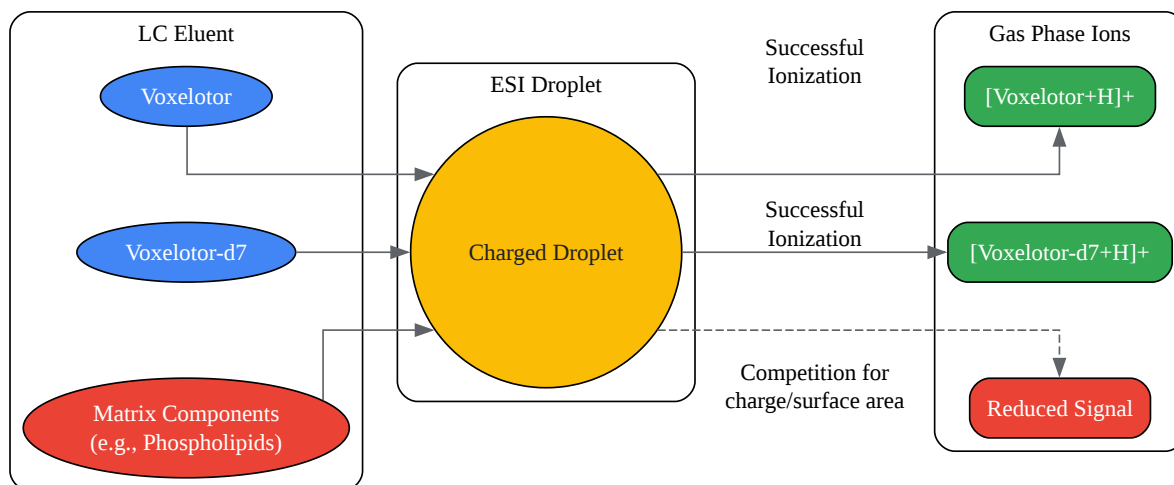 LC Eluent
Voxelotor
Voxelotor-d7
Matrix Components
(e.g., Phospholipids)
ESI Droplet
Charged Droplet
Successful
Ionization
Successful
Ionization
Competition for
charge/surface area
Gas Phase Ions
[Voxelotor+H]+
[Voxelotor-d7+H]+
Reduced Signal